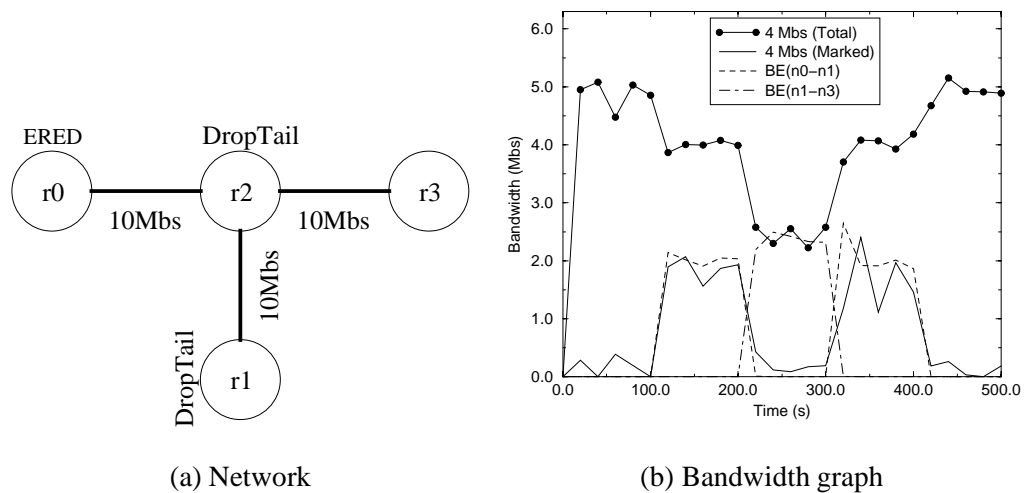 ERED
DropTail
r0
r2
r3
10Mbs
10Mbs
10Mbs
DropTail
r1
(a) Network
4 Mbs (Total)
4 Mbs (Marked)
BE(n0−n1)
BE(n1−n3)
Bandwidth (Mbs)
6.0
5.0
4.0
3.0
2.0
1.0
0.0
0.0
100.0
200.0
300.0
400.0
500.0
Time (s)
(b) Bandwidth graph